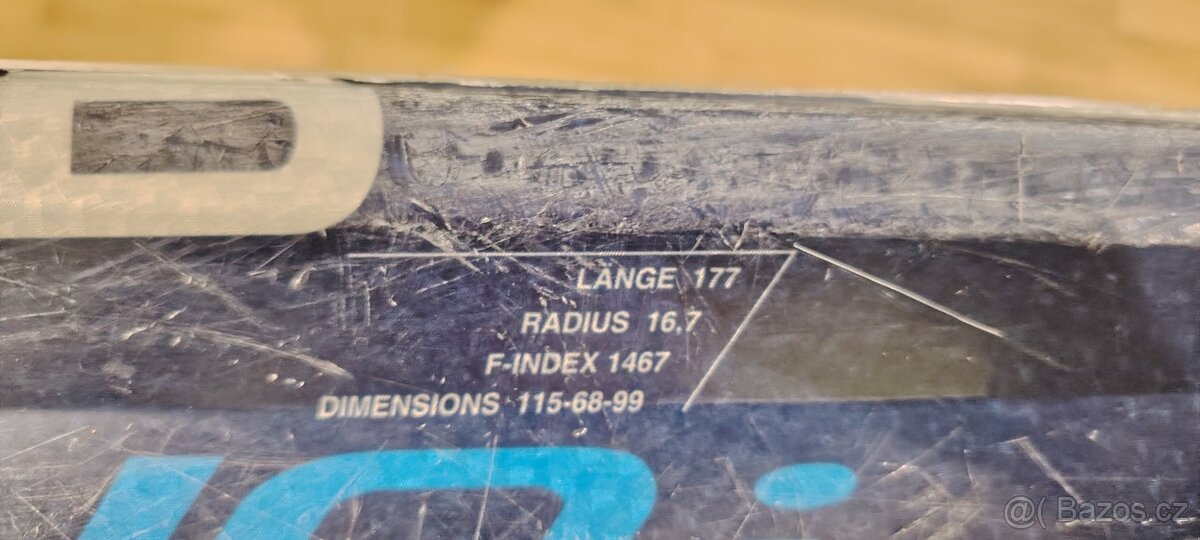 D
LÄNGE 177
RADIUS 16,7
F-INDEX 1467
DIMENSIONS 115-68-99
@( Bazos.cz